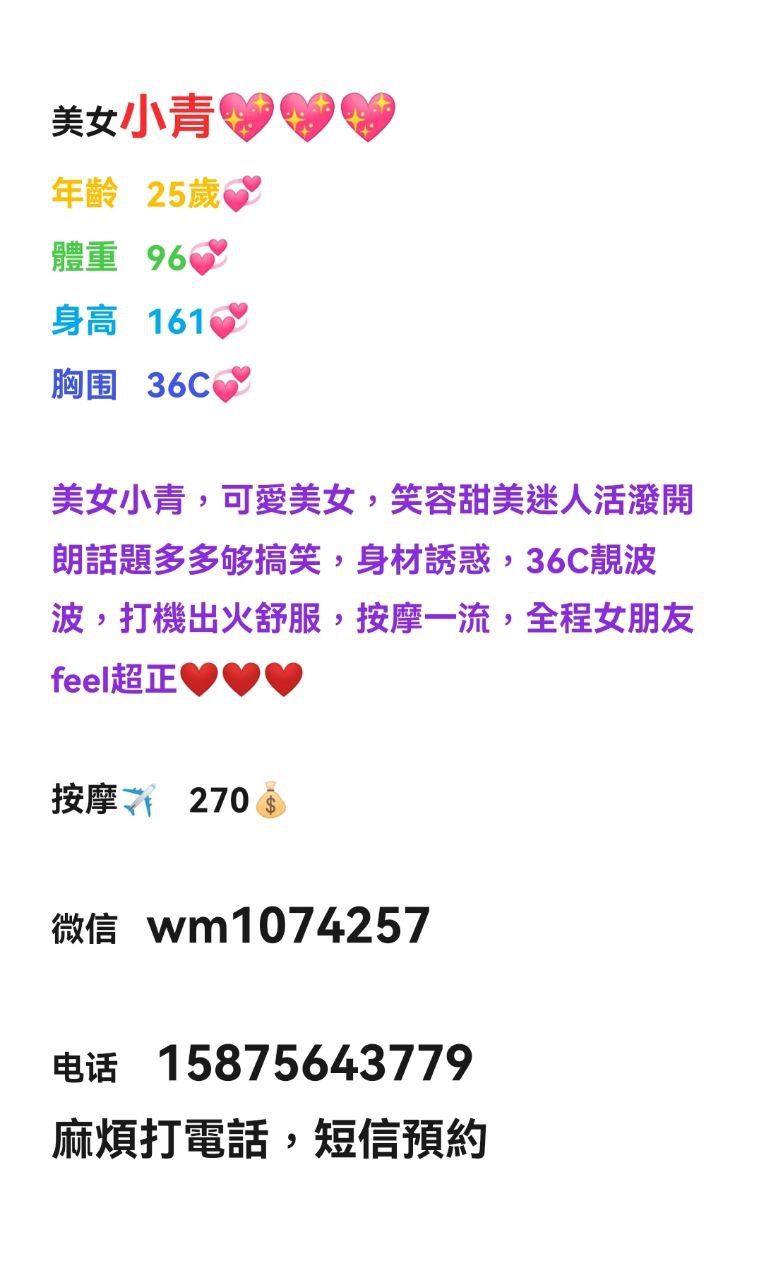 美女小青💖💖💖
年齡 25歲💞
體重 96💞
身高 161💞
胸围 36C💞
美女小青，可愛美女，笑容甜美迷人活潑開
朗話題多多够搞笑，身材誘惑，36C靚波
波，打機出火舒服，按摩一流，全程女朋友
feel超正❤️❤️❤️
按摩✈️ 270💰
微信 wm1074257
电话 15875643779
麻煩打電話，短信預約